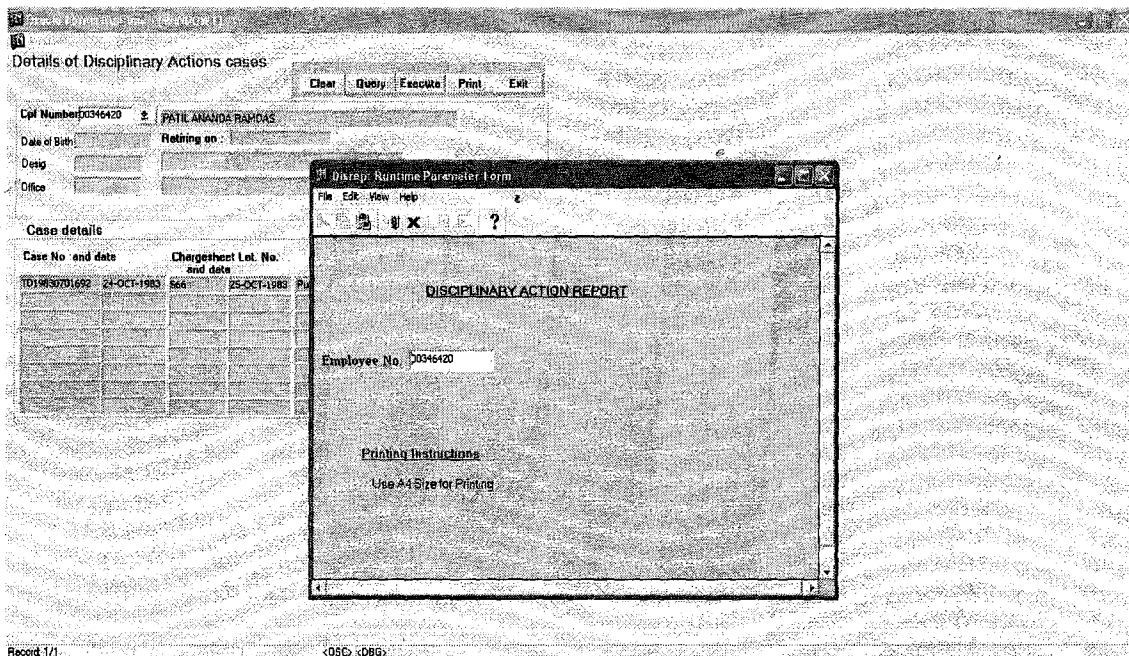 Details of Disciplinary Actions cases
Clear Query Execute Print Exit
Cpf Number 00346420 PATIL ANANDA RAMDAS
Date of Birth Retiring on :
Desig
Office
Case details
Case No and date Chargesheet Let. No. and date
TD19830701692 24-OCT-1983 566 25-OCT-1983 Pu
Disrep: Runtime Parameter Form
File Edit View Help
DISCIPLINARY ACTION REPORT
Employee No. 00346420
Printing Instructions
Use A4 Size for Printing
Record: 1/1 <OSC> <DBG>